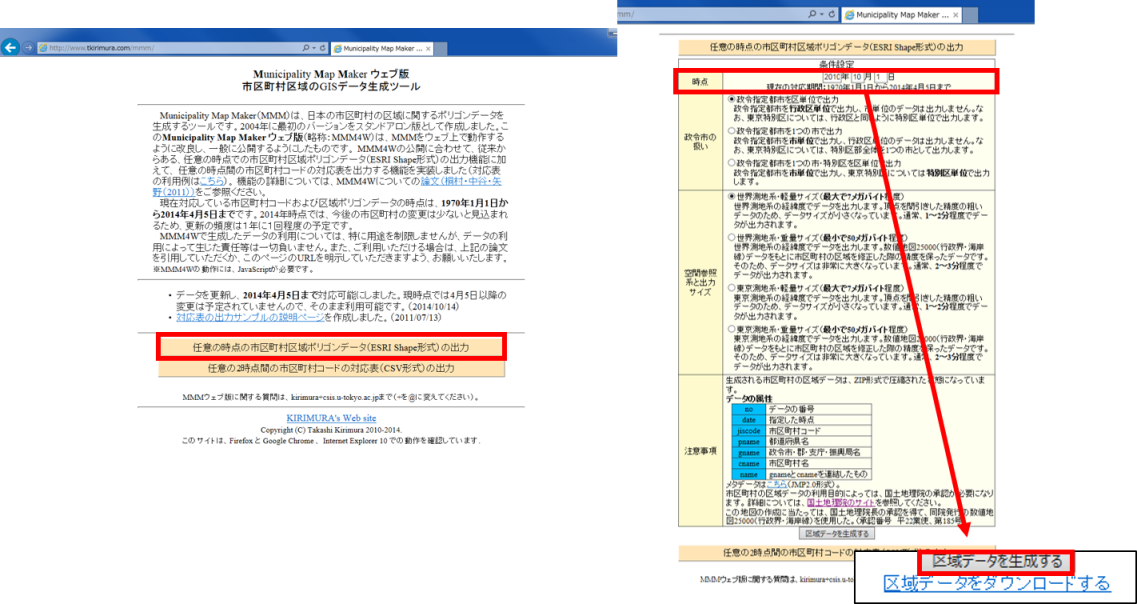 http://www.tkirimura.com/mmm/
Municipality Map Maker ...
Municipality Map Maker ウェブ版
市区町村区域のGISデータ生成ツール
Municipality Map Maker(MMM)は、日本の市区町村の区域に関するポリゴンデータを
生成するツールです。2004年に最初のバージョンをスタンドアロン版として作成しました。こ
のMunicipality Map Maker ウェブ版(略称:MMM4W)は、MMMをウェブ上で動作する
ように改良し、一般に公開するようにしたものです。MMM4Wの公開に合わせて、従来か
らある、任意の時点での市区町村区域ポリゴンデータ(ESRI Shape形式)の出力機能に加
えて、任意の時点間の市区町村コードの対応表を出力する機能を実装しました(対応表
の利用例はこちら)。機能の詳細については、MMM4Wについての論文(桐村・中谷・矢
野(2011))をご参照ください。
現在対応している市区町村コードおよび区域データの時点は、1970年1月1日か
ら2014年4月5日までです。2014年時点では、今後の市区町村の変更は少ないと見込まれ
るため、更新の頻度は1年に1回程度の予定です。
MMM4Wで生成したデータの利用については、特に用途を制限しませんが、データの利
用によって生じた責任等は一切負いません。また、ご利用いただける場合は、上記の論文
を引用していただくか、このページのURLを明示していただきますよう、お願いいたします。
※MMM4Wの動作には、JavaScriptが必要です。
• データを更新し、2014年4月5日まで対応可能にしました。現時点では4月5日以降の
変更は予定されていませんので、そのまま利用可能です。(2014/10/14)
• 対応表の出力サンプルの説明ページを作成しました。(2011/07/13)
任意の時点の市区町村区域ポリゴンデータ(ESRI Shape形式)の出力
任意の2時点間の市区町村コードの対応表(CSV形式)の出力
MMMウェブ版に関する質問は、kirimura+csis.u-tokyo.ac.jpまで(+を@に変えてください)。
KIRIMURA's Web site
Copyright (C) Takashi Kirimura 2010-2014.
このサイトは、Firefox と Google Chrome、Internet Explorer 10 での動作を確認しています.
mm/
Municipality Map Maker ...
任意の時点の市区町村区域ポリゴンデータ(ESRI Shape形式)の出力
条件設定
時点
2010年 10 月 1 日
現在の対応期間:1970年1月1日から2014年4月5日まで
政令市の
扱い
政令指定都市を区単位で出力
政令指定都市を行政区単位で出力し、市単位のデータは出力しません。な
お、東京特別区については、行政区と同じように特別区単位で出力します。
政令指定都市を1つの市で出力
政令指定都市を市単位で出力し、行政区単位のデータは出力しません。な
お、東京特別区については、特別区部全体を1つの市として出力します。
政令指定都市を1つの市・特別区を区単位で出力
政令指定都市を市単位で出力し、東京特別区については特別区単位で出力
します。
空間参照
系と出力
サイズ
世界測地系・軽量サイズ(最大で7メガバイト程度)
世界測地系の経緯度でデータを出力します。頂点を間引きした精度の粗い
データのため、データサイズが小さくなっています。通常、1～2分程度でデー
タが出力されます。
世界測地系・重量サイズ(最小で50メガバイト程度)
世界測地系の経緯度でデータを出力します。数値地図25000(行政界・海岸
線)データをもとに市区町村の区域を修正した際の精度を保ったデータです。
そのため、データサイズは非常に大きくなっています。通常、2～3分程度で
データが出力されます。
東京測地系・軽量サイズ(最大で7メガバイト程度)
東京測地系の経緯度でデータを出力します。頂点を間引きした精度の粗い
データのため、データサイズが小さくなっています。通常、1～2分程度でデー
タが出力されます。
東京測地系・重量サイズ(最小で50メガバイト程度)
東京測地系の経緯度でデータを出力します。数値地図25000(行政界・海岸
線)データをもとに市区町村の区域を修正した際の精度を保ったデータです。
そのため、データサイズは非常に大きくなっています。通常、2～3分程度で
データが出力されます。
注意事項
生成される市区町村の区域データは、ZIP形式で圧縮された状態になっていま
す。
データの属性
no データの番号
date 指定した時点
jiscode 市区町村コード
pname 都道府県名
gname 政令市・郡・支庁・振興局名
cname 市区町村名
name gnameとcnameを連結したもの
メタデータはこちら(JMP2.0形式)。
市区町村の区域データの利用目的によっては、国土地理院の承認が必要になり
ます。詳細については、国土地理院のサイトを参照してください。
この地図の作成に当たっては、国土地理院長の承認を得て、同院発行の数値地
図25000(行政界・海岸線)を使用した。(承認番号 平22業使、第185号)
区域データを生成する
任意の2時点間の市区町村コードの対
MMMウェブ版に関する質問は、kirimura+csis.u-to
区域データを生成する
区域データをダウンロードする